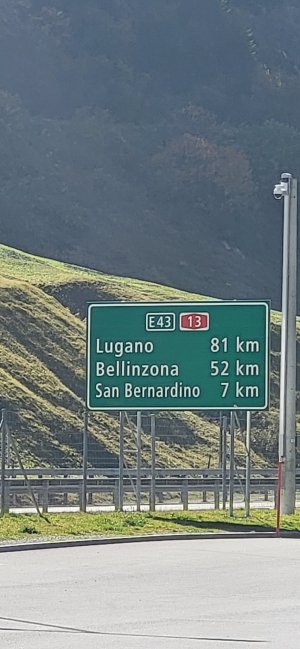 E43 13
Lugano 81 km
Bellinzona 52 km
San Bernardino 7 km